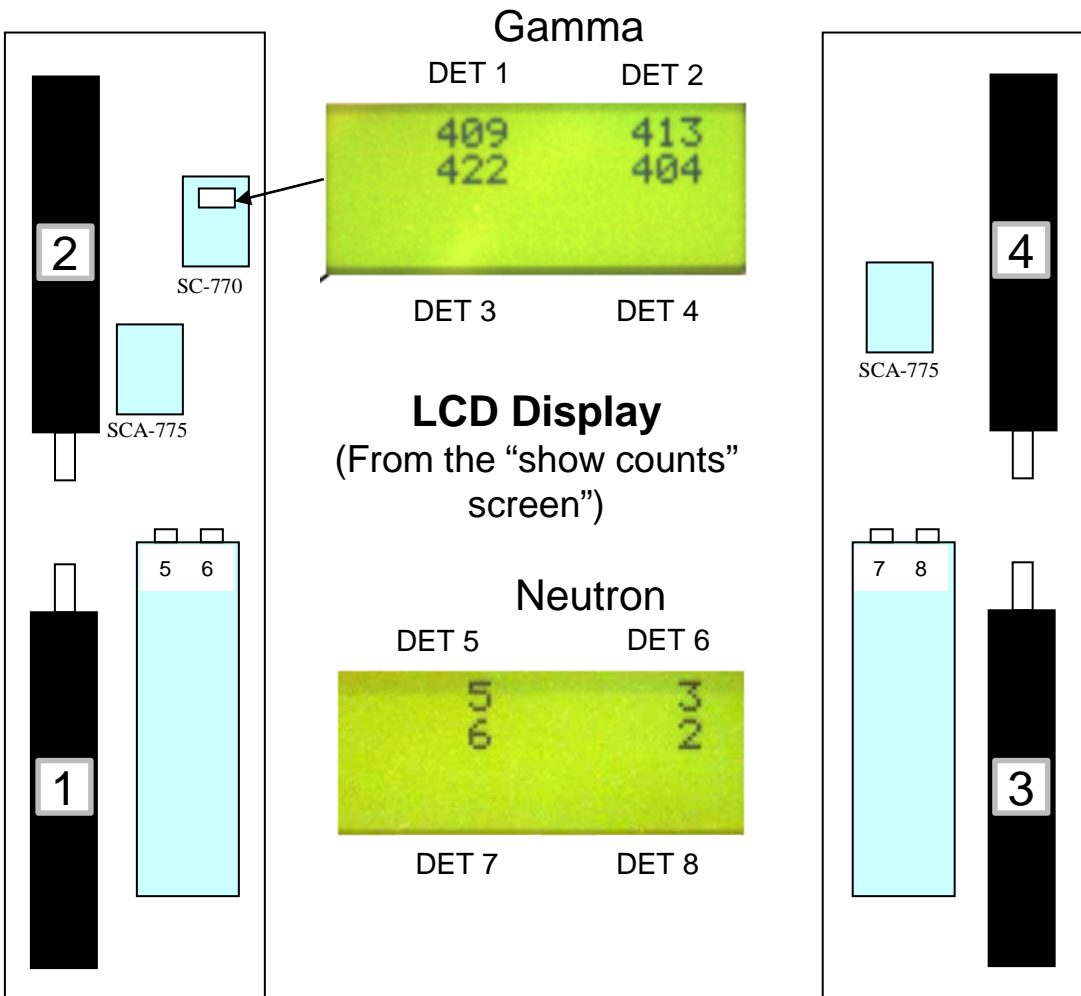 Gamma
DET 1 DET 2
409 413
422 404
DET 3 DET 4
2
SC-770
SCA-775
4
SCA-775
LCD Display
(From the “show counts”
screen”)
5 6
7 8
Neutron
DET 5 DET 6
5 3
6 2
DET 7 DET 8
1
3